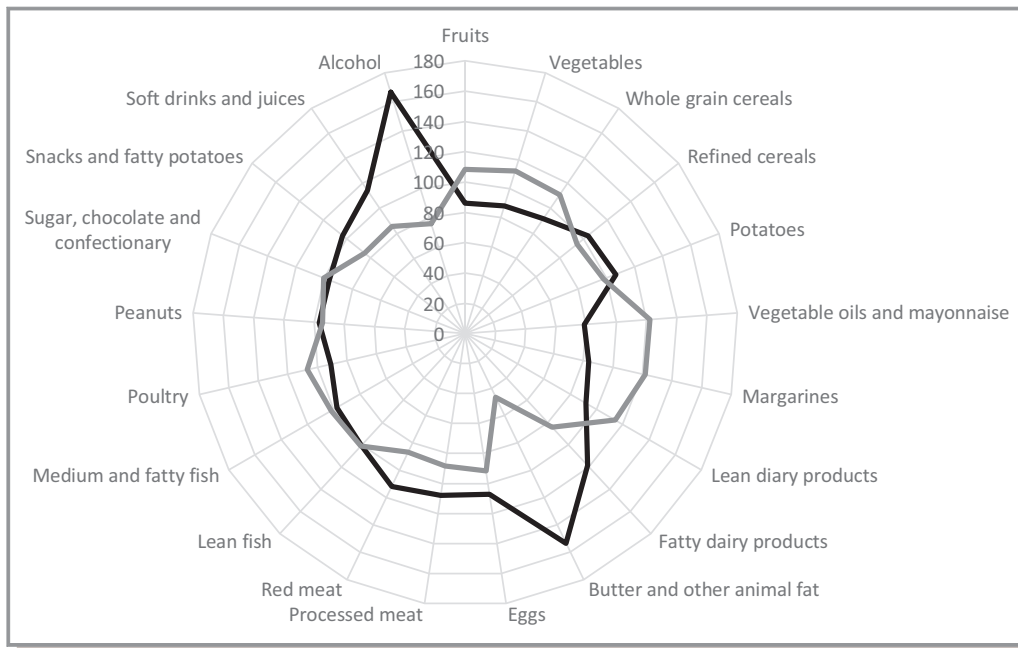 Fruits
Vegetables
Whole grain cereals
Refined cereals
Potatoes
Vegetable oils and mayonnaise
Margarines
Lean diary products
Fatty dairy products
Butter and other animal fat
Eggs
Processed meat
Red meat
Lean fish
Medium and fatty fish
Poultry
Peanuts
Sugar, chocolate and
confectionary
Snacks and fatty potatoes
Soft drinks and juices
Alcohol
180
160
140
120
100
80
60
40
20
0